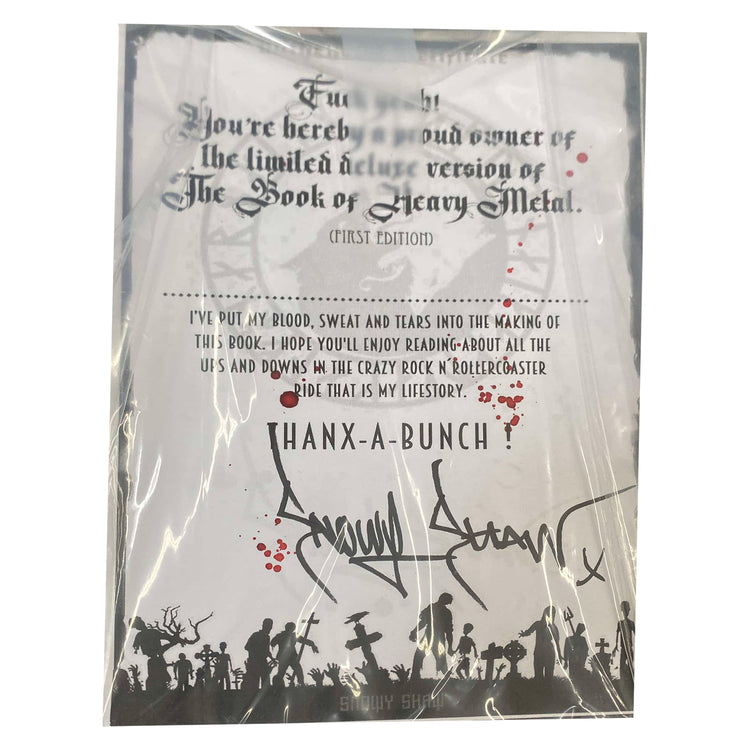 Fuck yeah!
You're hereby a proud owner of
the limited deluxe version of
The Book of Heavy Metal.
(FIRST EDITION)
I'VE PUT MY BLOOD, SWEAT AND TEARS INTO THE MAKING OF
THIS BOOK. I HOPE YOU'LL ENJOY READING ABOUT ALL THE
UPS AND DOWNS IN THE CRAZY ROCK N´ROLLERCOASTER
RIDE THAT IS MY LIFESTORY.
THANX-A-BUNCH !
Snowy Shaw x
SNOWY SHAW